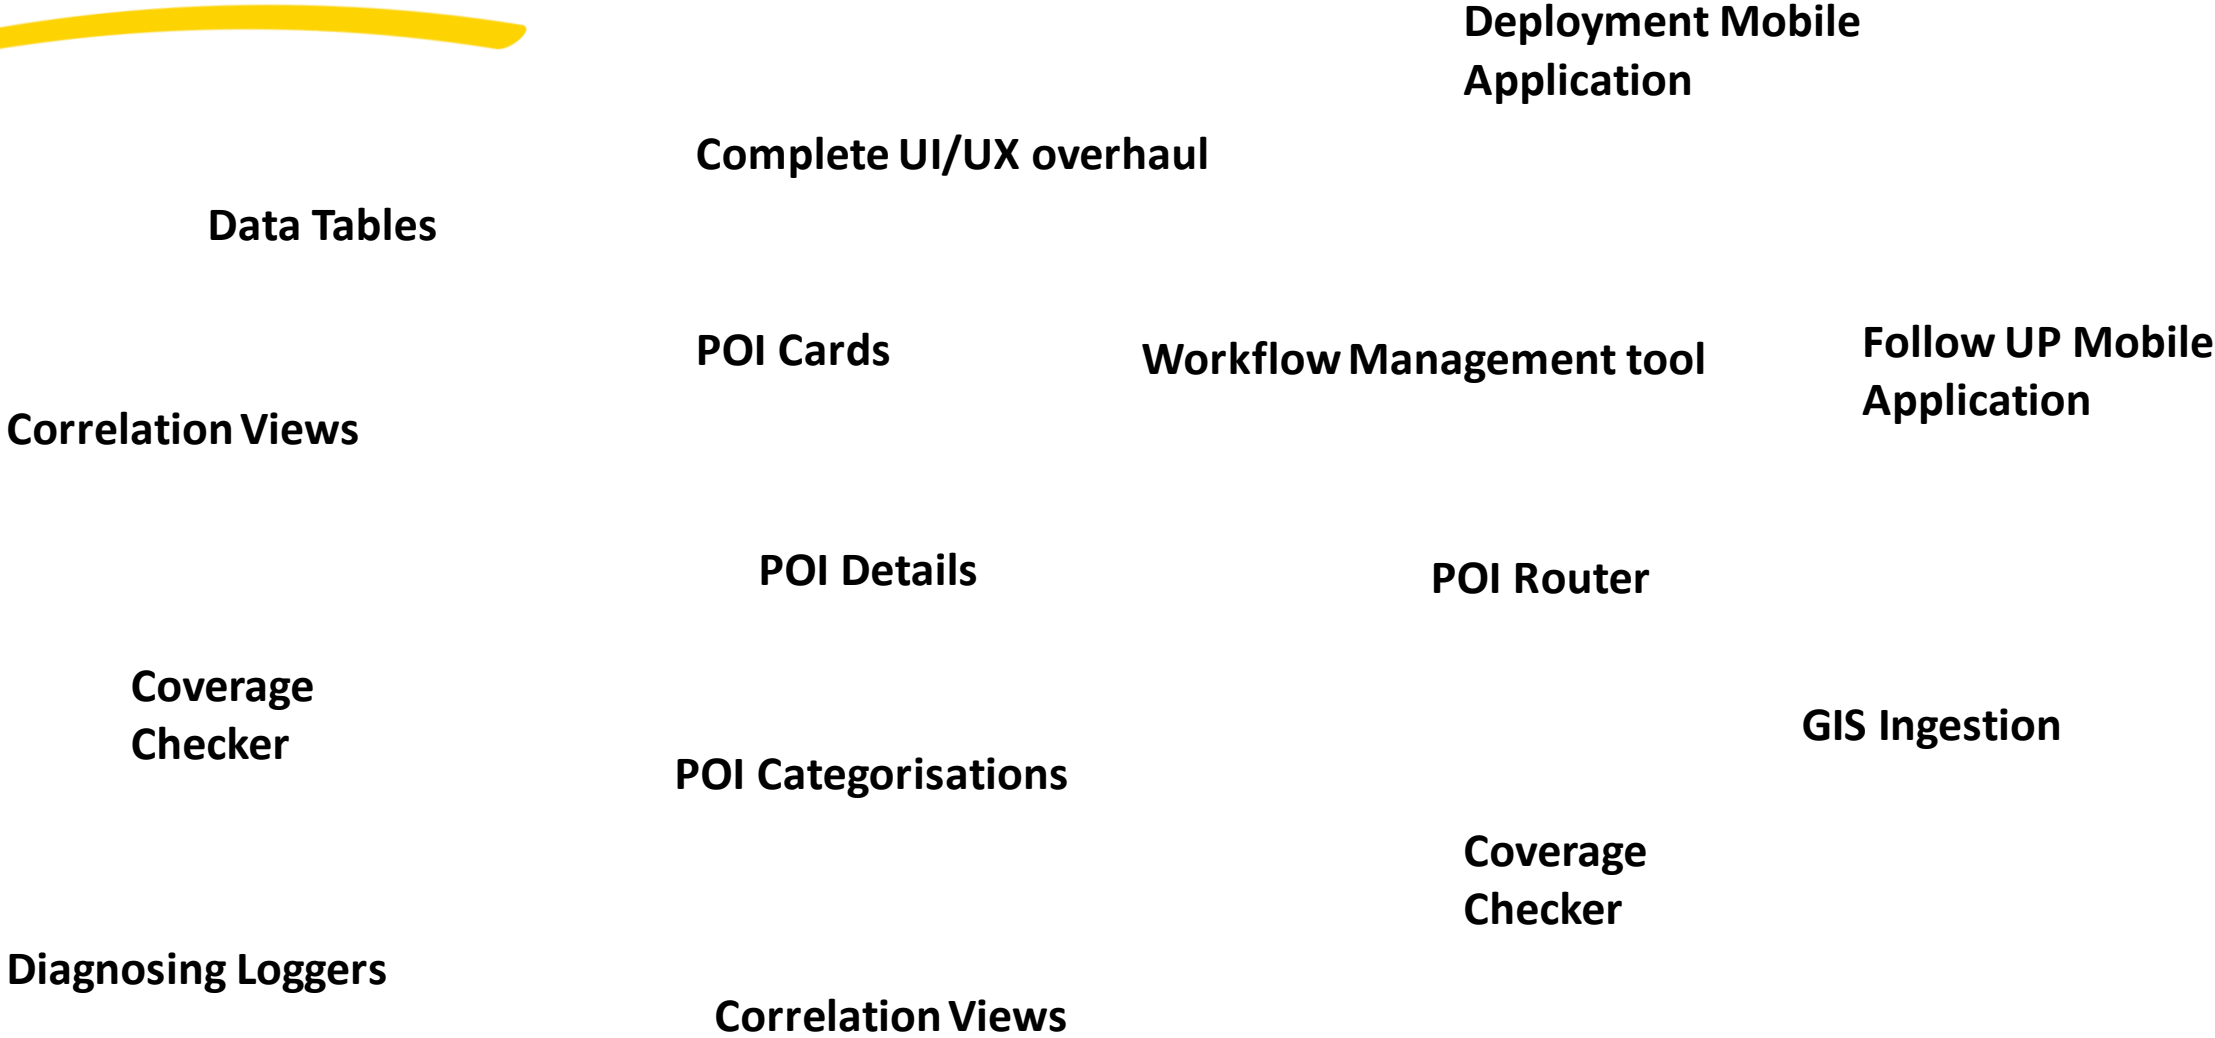 Deployment Mobile
Application
Complete UI/UX overhaul
Data Tables
POI Cards
Workflow Management tool
Follow UP Mobile
Application
Correlation Views
POI Details
POI Router
Coverage
Checker
GIS Ingestion
POI Categorisations
Coverage
Checker
Diagnosing Loggers
Correlation Views